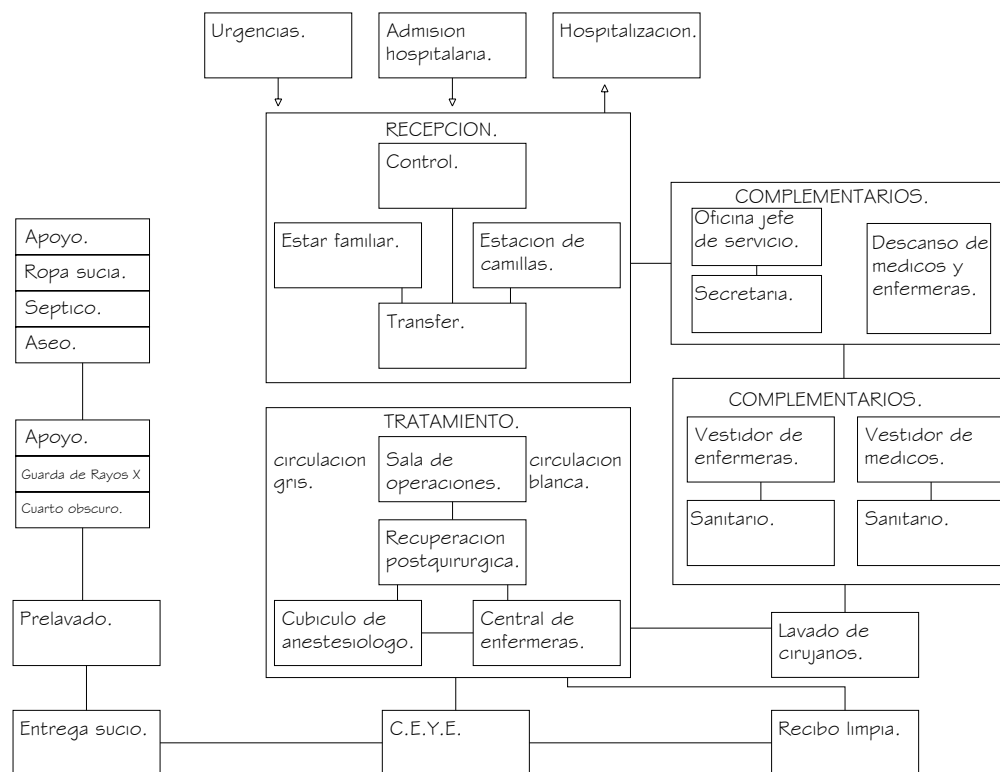 Urgencias.
Admision
hospitalaria.
Hospitalizacion.
RECEPCION.
Control.
Estar familiar.
Estacion de
camillas.
Transfer.
COMPLEMENTARIOS.
Oficina jefe
de servicio.
Secretaria.
Descanso de
medicos y
enfermeras.
Apoyo.
Ropa sucia.
Septico.
Aseo.
Apoyo.
Guarda de Rayos X
Cuarto obscuro.
TRATAMIENTO.
circulacion
gris.
Sala de
operaciones.
circulacion
blanca.
Recuperacion
postquirurgica.
Cubiculo de
anestesiologo.
Central de
enfermeras.
COMPLEMENTARIOS.
Vestidor de
enfermeras.
Vestidor de
medicos.
Sanitario.
Sanitario.
Prelavado.
Lavado de
cirujanos.
Entrega sucio.
C.E.Y.E.
Recibo limpia.